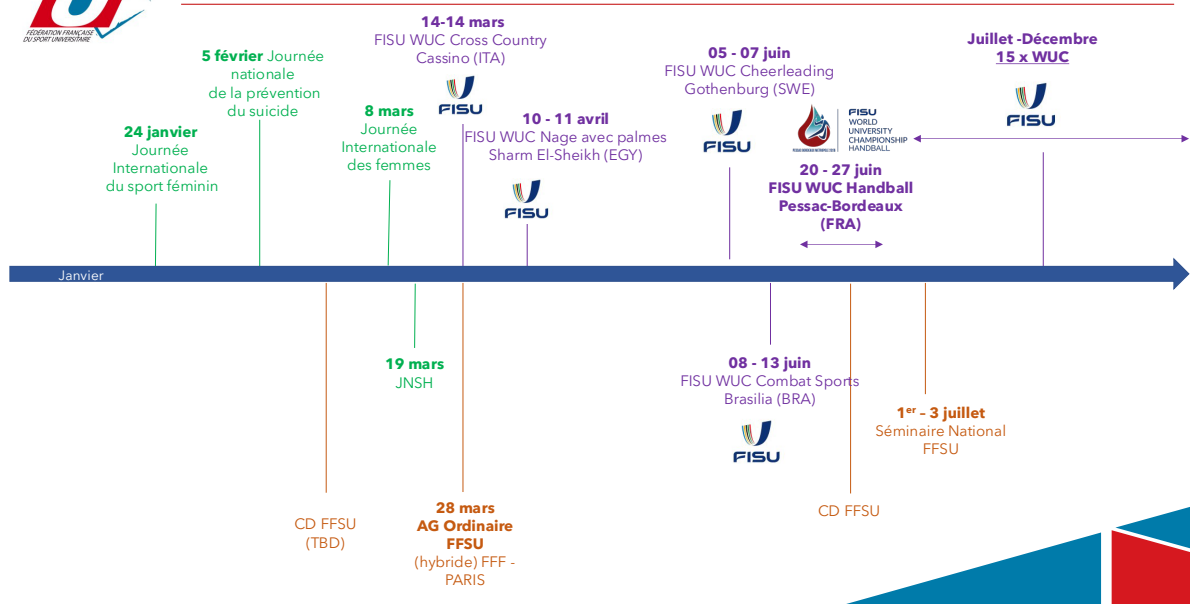 FÉDÉRATION FRANÇAISE
DU SPORT UNIVERSITAIRE
24 janvier
Journée
Internationale
du sport féminin
5 février Journée
nationale
de la prévention
du suicide
8 mars
Journée
Internationale
des femmes
14-14 mars
FISU WUC Cross Country
Cassino (ITA)
FISU
10 - 11 avril
FISU WUC Nage avec palmes
Sharm El-Sheikh (EGY)
FISU
05 - 07 juin
FISU WUC Cheerleading
Gothenburg (SWE)
FISU
FISU
WORLD
UNIVERSITY
CHAMPIONSHIP
HANDBALL
20 - 27 juin
FISU WUC Handball
Pessac-Bordeaux
(FRA)
Juillet -Décembre
15 x WUC
FISU
Janvier
CD FFSU
(TBD)
19 mars
JNSH
28 mars
AG Ordinaire
FFSU
(hybride) FFF -
PARIS
08 - 13 juin
FISU WUC Combat Sports
Brasilia (BRA)
FISU
CD FFSU
1er – 3 juillet
Séminaire National
FFSU